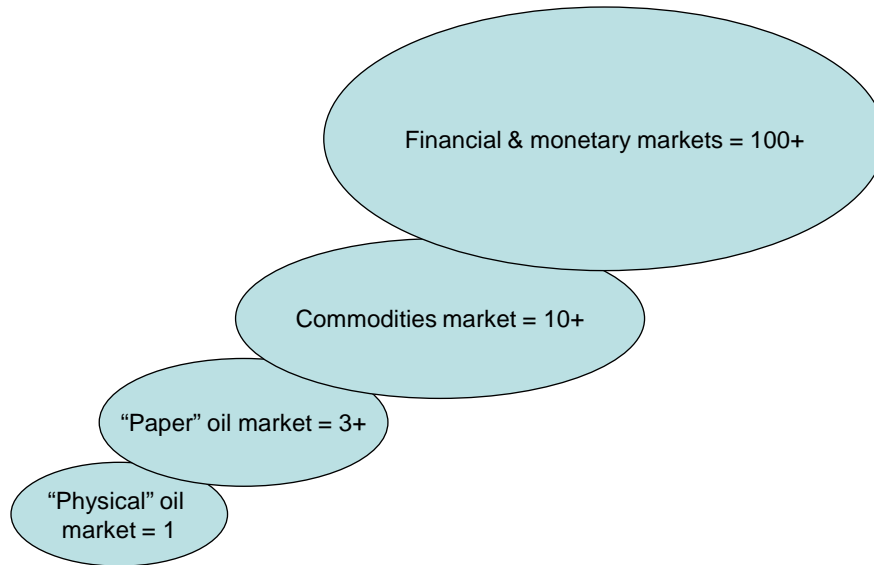 Financial & monetary markets = 100+
Commodities market = 10+
“Paper” oil market = 3+
“Physical” oil
market = 1